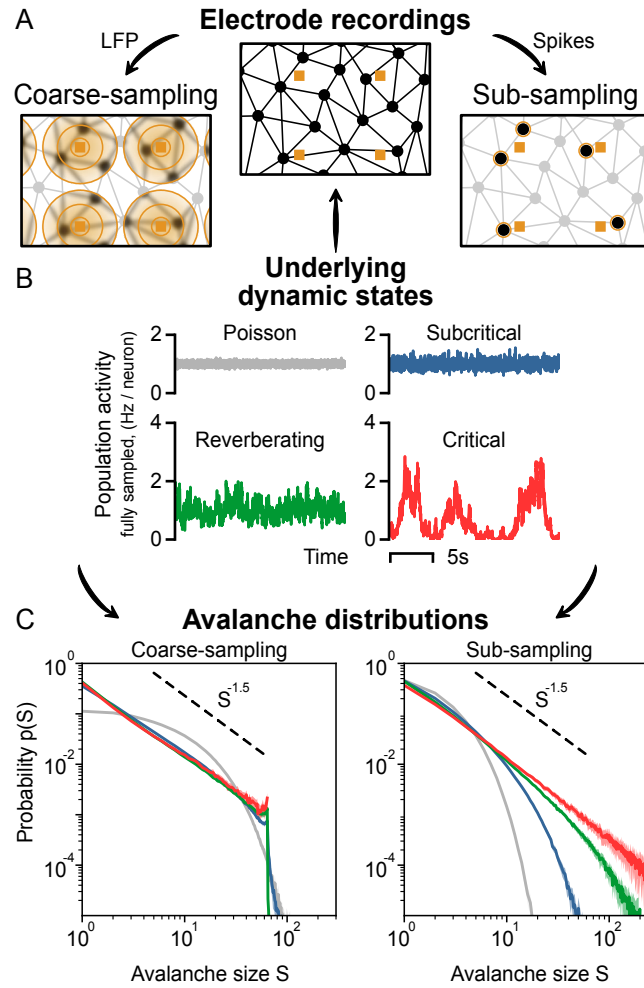 A
Electrode recordings
LFP
Spikes
Coarse-sampling
Sub-sampling
B
Underlying
dynamic states
Population activity
fully sampled, (Hz / neuron)
Poisson
Subcritical
2
0
2
0
Reverberating
Critical
4
2
0
4
2
0
Time
5s
C
Avalanche distributions
Coarse-sampling
Sub-sampling
Probability p(S)
10^0
10^-2
10^-4
S^-1.5
10^0
10^1
10^2
Avalanche size S
10^0
10^-2
10^-4
S^-1.5
10^0
10^1
10^2
Avalanche size S